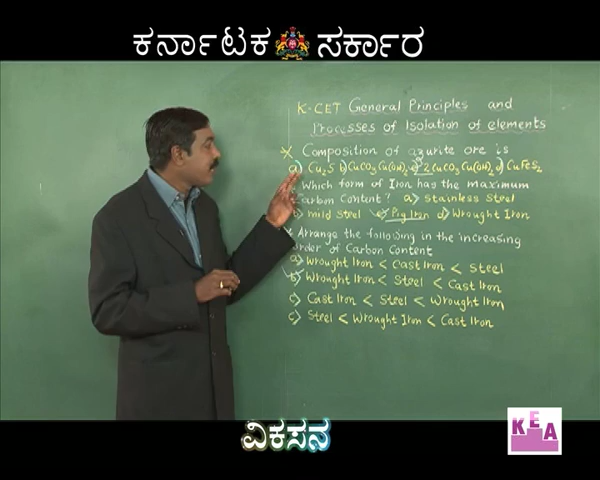 ಕರ್ನಾಟಕ ಸರ್ಕಾರ
K-CET General Principles and
Processes of Isolation of elements
X Composition of azurite ore is
a) Cu2S b) CuCO3 Cu(OH)2 c) 2CuCO3 Cu(OH)2 d) CuFeS2
Which form of Iron has the maximum
Carbon Content? a) Stainless Steel
b) mild Steel c) Pig Iron d) Wrought Iron
Arrange the following in the increasing
order of Carbon Content
a) Wrought Iron < Cast Iron < Steel
b) Wrought Iron < Steel < Cast Iron
c) Cast Iron < Steel < Wrought Iron
c) Steel < Wrought Iron < Cast Iron
ವಿಕಸನ
KEA